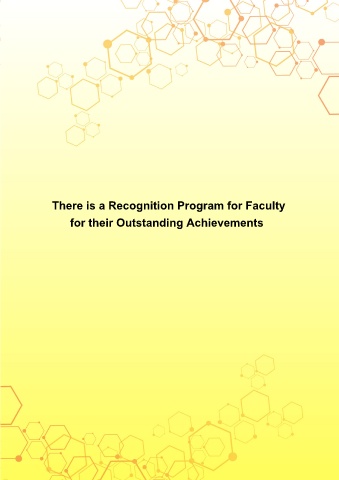 There is a Recognition Program for Faculty
for their Outstanding Achievements